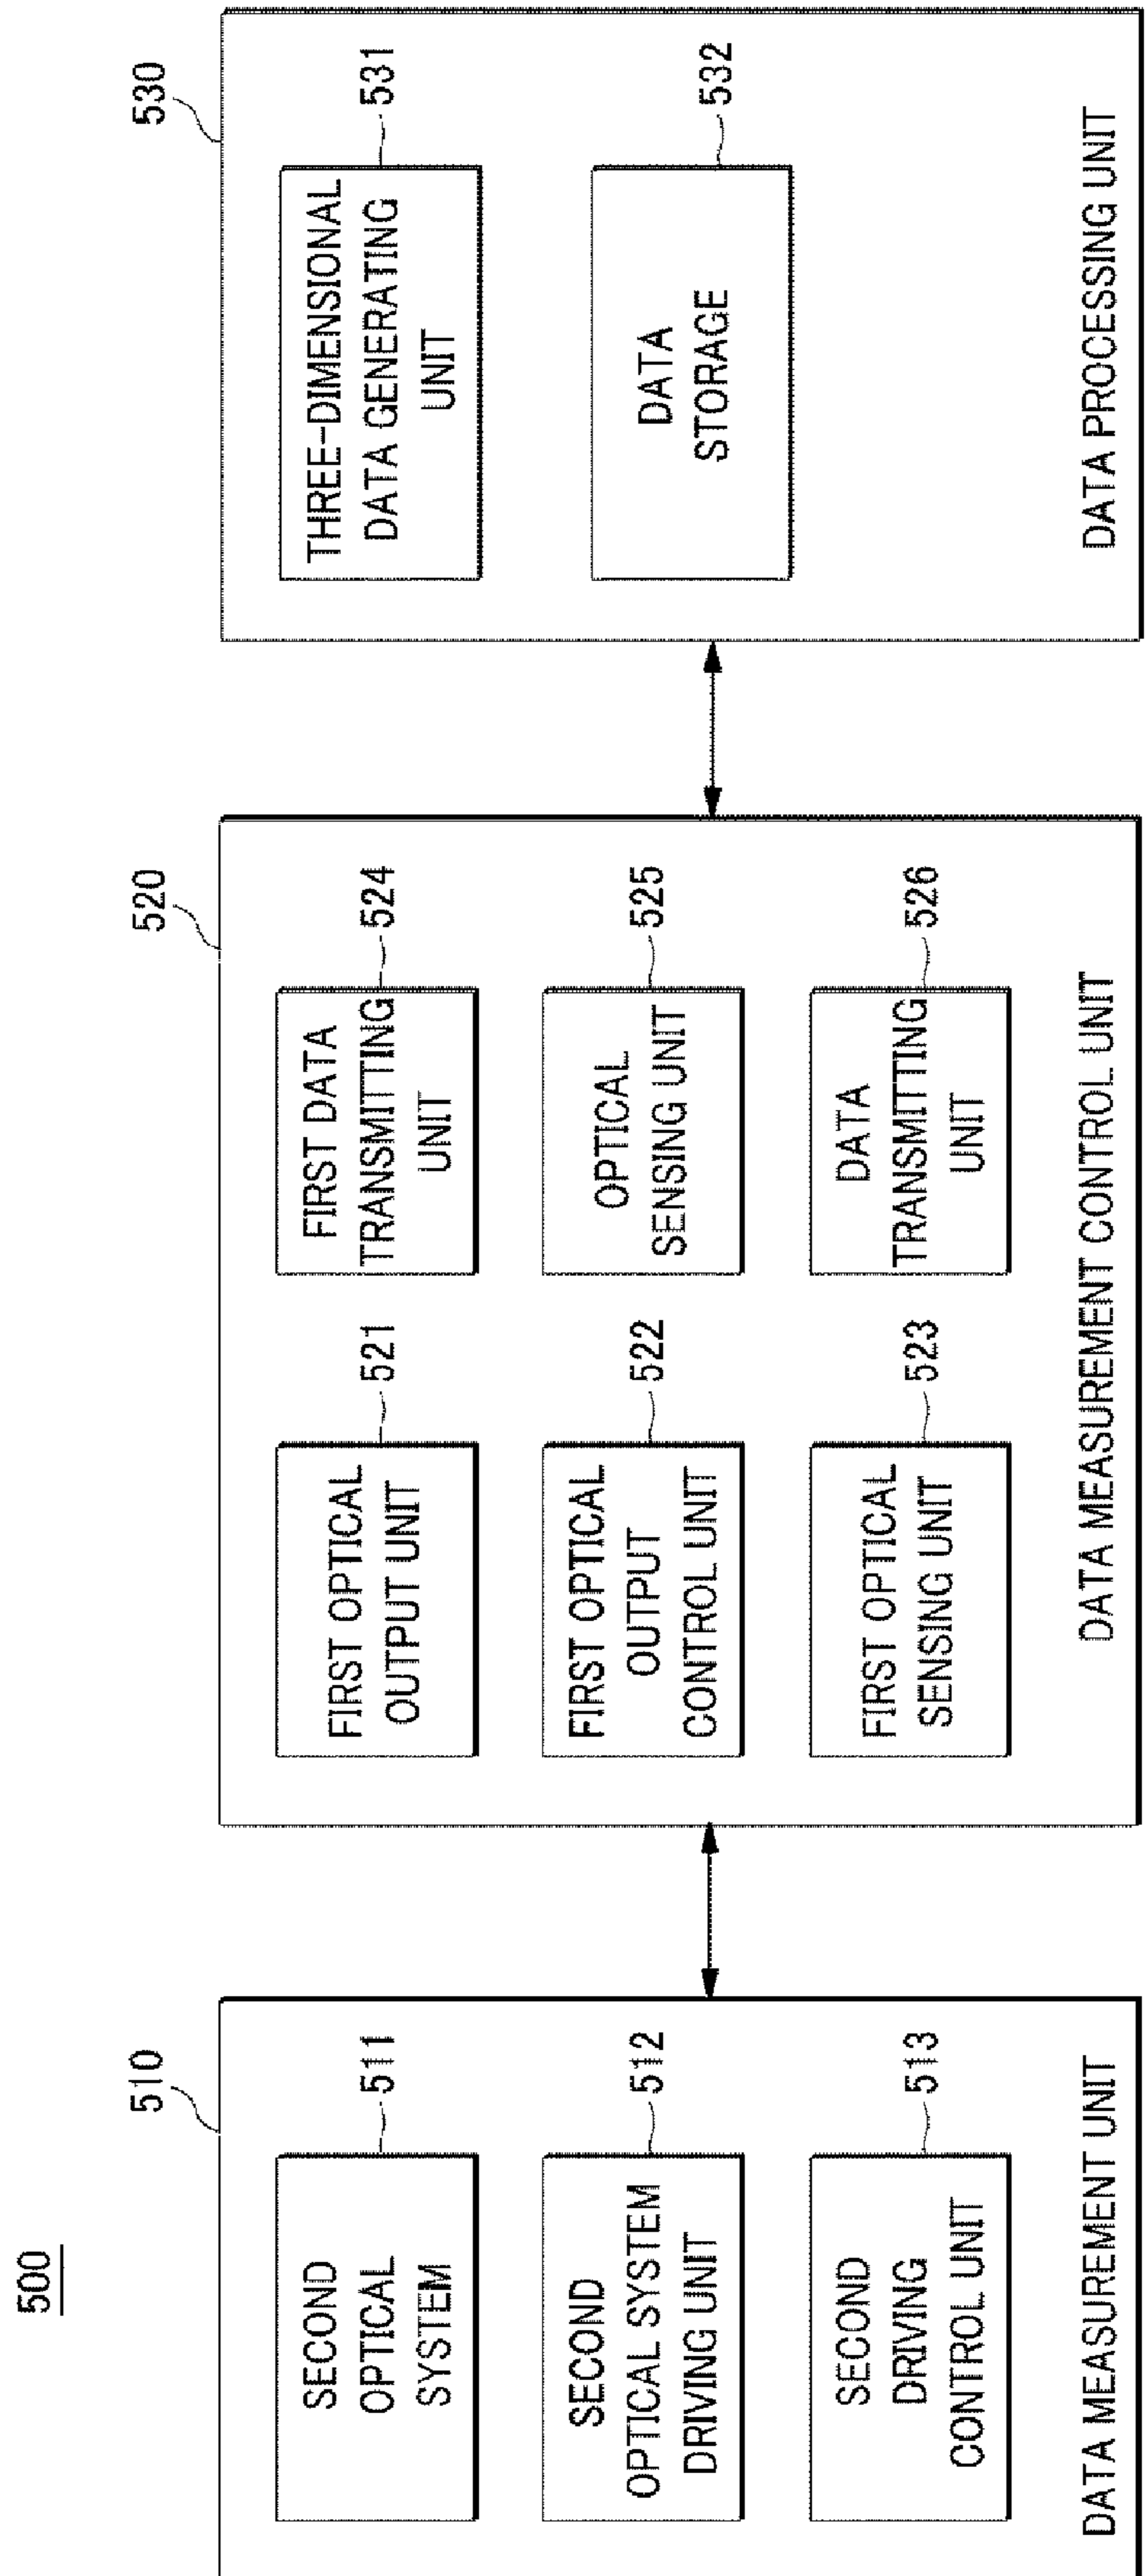 500
510
SECOND
OPTICAL
SYSTEM
511
SECOND
OPTICAL SYSTEM
DRIVING UNIT
512
SECOND
DRIVING
CONTROL UNIT
513
DATA MEASUREMENT UNIT
520
FIRST OPTICAL
OUTPUT UNIT
521
FIRST OPTICAL
OUTPUT
CONTROL UNIT
522
FIRST OPTICAL
SENSING UNIT
523
FIRST DATA
TRANSMITTING
UNIT
524
OPTICAL
SENSING UNIT
525
DATA
TRANSMITTING
UNIT
526
DATA MEASUREMENT CONTROL UNIT
530
THREE-DIMENSIONAL
DATA GENERATING
UNIT
531
DATA
STORAGE
532
DATA PROCESSING UNIT